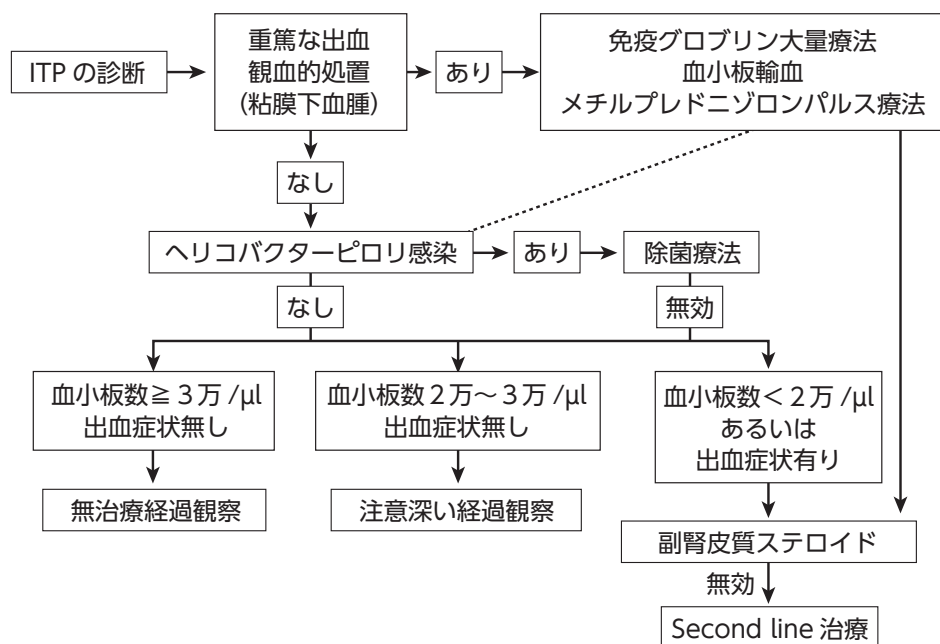 ITP の診断
重篤な出血
観血的処置
(粘膜下血腫)
あり
免疫グロブリン大量療法
血小板輸血
メチルプレドニゾロンパルス療法
なし
ヘリコバクターピロリ感染
あり
除菌療法
なし
無効
血小板数≧3万 /μl
出血症状無し
血小板数2万～3万 /μl
出血症状無し
血小板数＜2万 /μl
あるいは
出血症状有り
無治療経過観察
注意深い経過観察
副腎皮質ステロイド
無効
Second line 治療